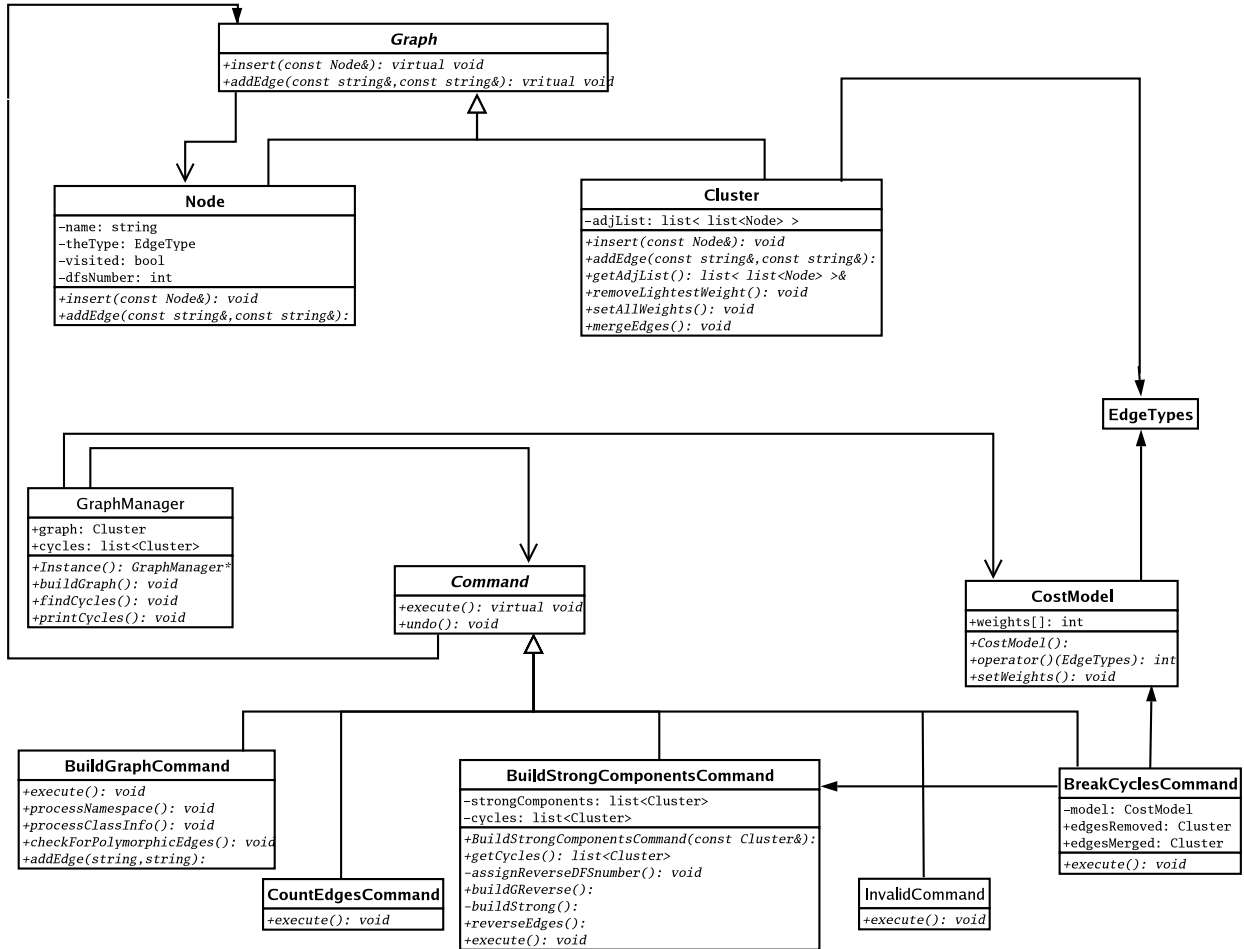 Graph
+insert(const Node&): virtual void
+addEdge(const string&,const string&): vritual void
Node
-name: string
-theType: EdgeType
-visited: bool
-dfsNumber: int
+insert(const Node&): void
+addEdge(const string&,const string&):
Cluster
-adjList: list< list<Node> >
+insert(const Node&): void
+addEdge(const string&,const string&):
+getAdjList(): list< list<Node> >&
+removeLightestWeight(): void
+setAllWeights(): void
+mergeEdges(): void
EdgeTypes
GraphManager
+graph: Cluster
+cycles: list<Cluster>
+Instance(): GraphManager*
+buildGraph(): void
+findCycles(): void
+printCycles(): void
Command
+execute(): virtual void
+undo(): void
CostModel
+weights[]: int
+CostModel():
+operator()(EdgeTypes): int
+setWeights(): void
BuildGraphCommand
+execute(): void
+processNamespace(): void
+processClassInfo(): void
+checkForPolymorphicEdges(): void
+addEdge(string,string):
CountEdgesCommand
+execute(): void
BuildStrongComponentsCommand
-strongComponents: list<Cluster>
-cycles: list<Cluster>
+BuildStrongComponentsCommand(const Cluster&):
+getCycles(): list<Cluster>
-assignReverseDFSnumber(): void
+buildGReverse():
-buildStrong():
+reverseEdges():
+execute(): void
InvalidCommand
+execute(): void
BreakCyclesCommand
-model: CostModel
+edgesRemoved: Cluster
+edgesMerged: Cluster
+execute(): void